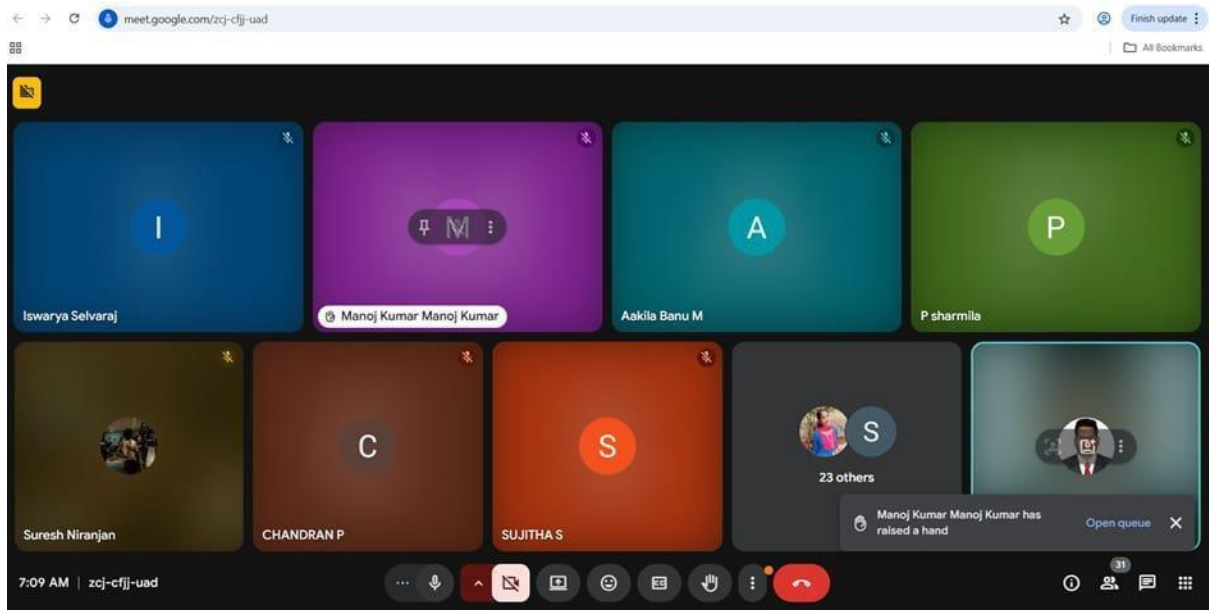 meet.google.com/zcj-cfjj-uad
Finish update
All Bookmarks
I
M
A
P
Iswarya Selvaraj
Manoj Kumar Manoj Kumar
Aakila Banu M
P sharmila
C
S
S
23 others
Suresh Niranjan
CHANDRAN P
SUJITHA S
Manoj Kumar Manoj Kumar has
raised a hand
Open queue
7:09 AM | zcj-cfjj-uad
31